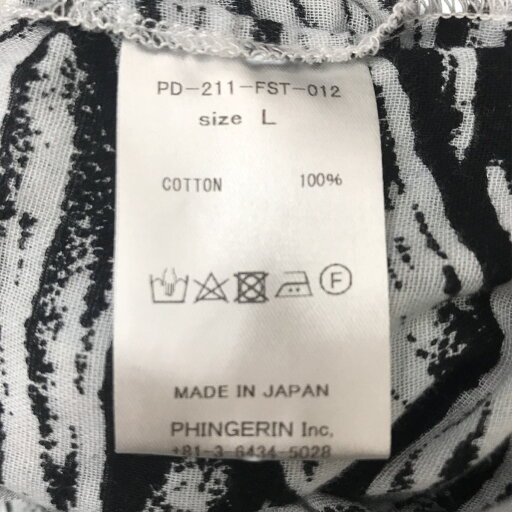 PD-211-FST-012
size L
COTTON 100%
F
MADE IN JAPAN
PHINGERIN Inc,
+81-3-6434-5028